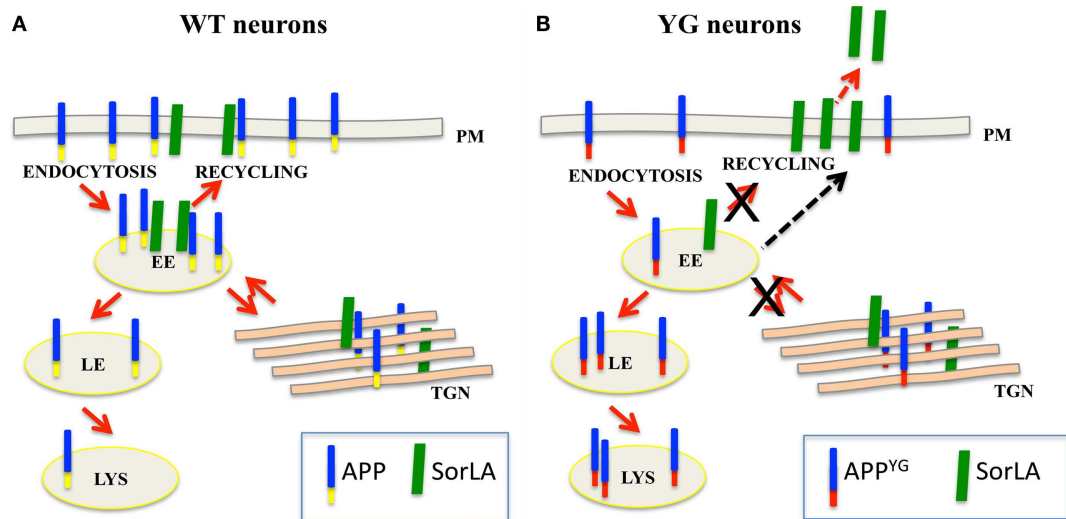 A
WT neurons
PM
ENDOCYTOSIS
RECYCLING
EE
LE
TGN
LYS
APP
SorLA
B
YG neurons
PM
RECYCLING
ENDOCYTOSIS
X
EE
X
LE
TGN
LYS
APPYG
SorLA